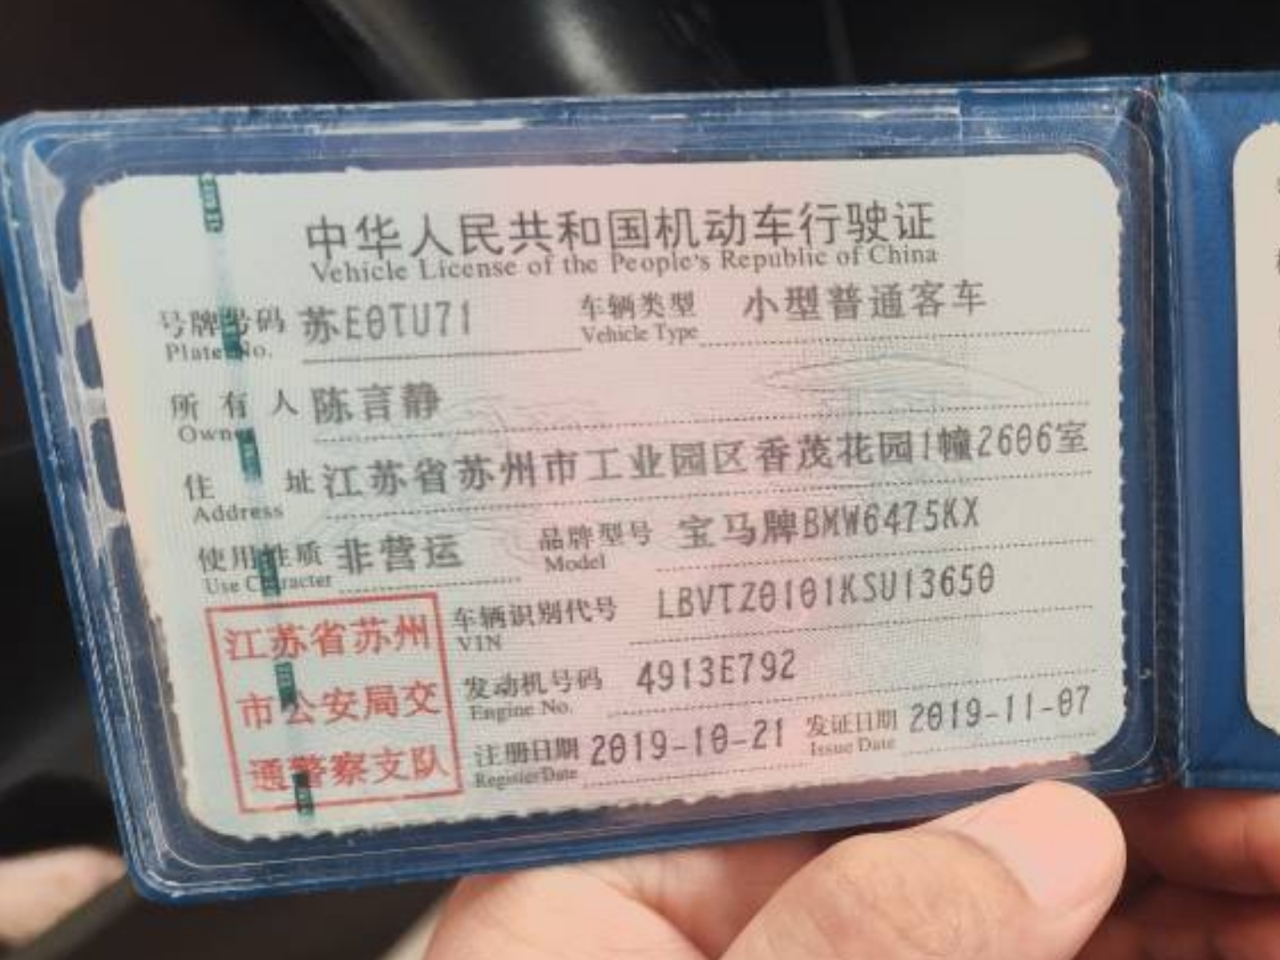 中华人民共和国机动车行驶证
Vehicle License of the People's Republic of China
号牌号码 苏E0TU71 车辆类型 小型普通客车
Plate No. Vehicle Type
所有人 陈言静
Owner
住址 江苏省苏州市工业园区香茂花园1幢2606室
Address
使用性质 非营运 品牌型号 宝马牌BMW6475KX
Use Character Model
江苏省苏州
市公安局交
通警察支队
车辆识别代号 LBVTZ0101KSU13650
VIN
发动机号码 4913E792
Engine No.
注册日期 2019-10-21 发证日期 2019-11-07
Register Date Issue Date